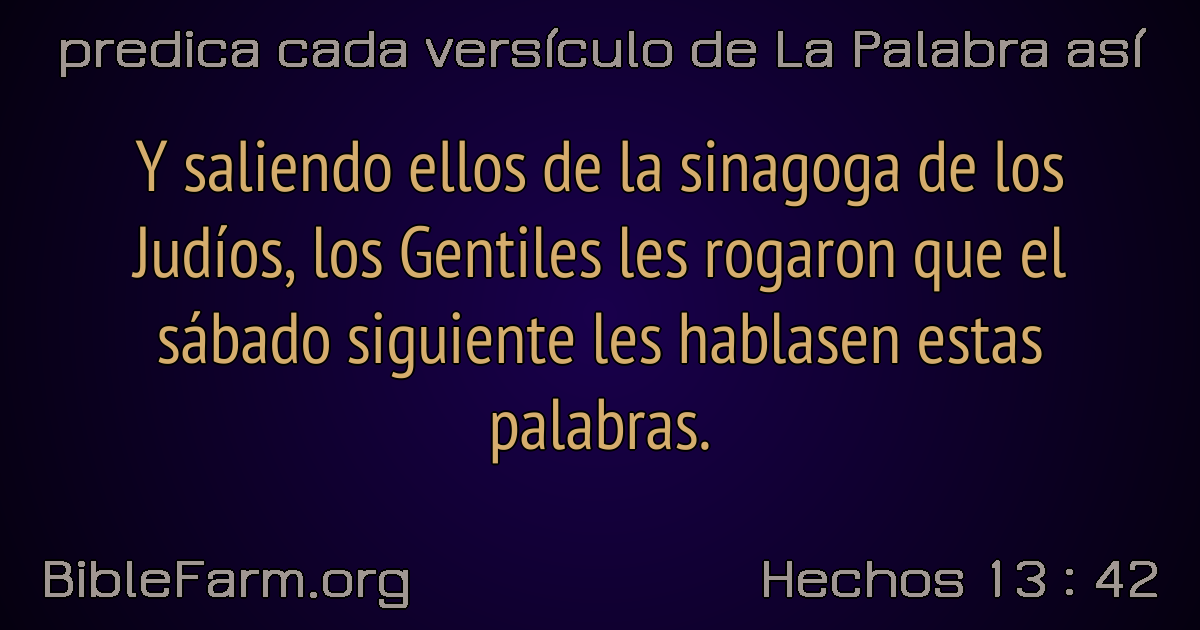 predica cada versículo de La Palabra así
Y saliendo ellos de la sinagoga de los
Judíos, los Gentiles les rogaron que el
sábado siguiente les hablasen estas
palabras.
BibleFarm.org
Hechos 13 : 42